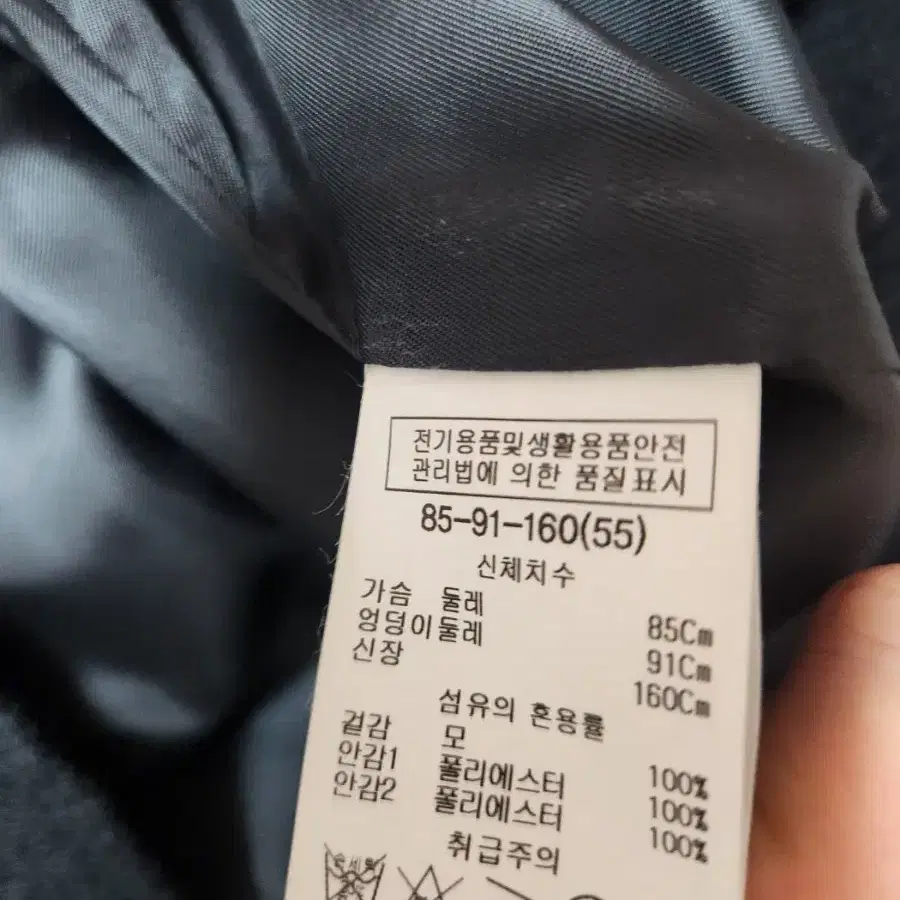 전기용품및생활용품안전
관리법에 의한 품질표시
85-91-160(55)
신체치수
가슴 둘레 85Cm
엉덩이둘레 91Cm
신장 160Cm
섬유의 혼용률
겉감 모 100%
안감1 폴리에스터 100%
안감2 폴리에스터 100%
취급주의